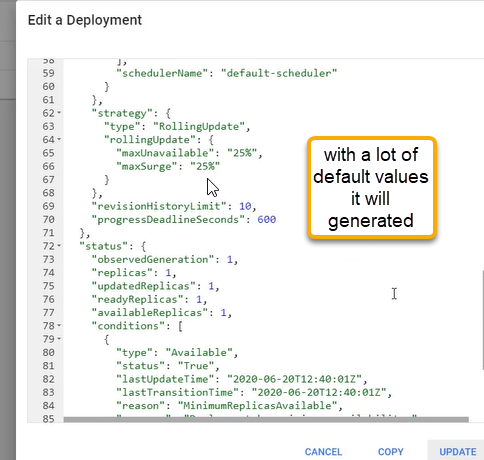 Edit a Deployment
58 ],
59 "schedulerName": "default-scheduler"
60 }
61 },
62 "strategy": {
63 "type": "RollingUpdate",
64 "rollingUpdate": {
65 "maxUnavailable": "25%",
66 "maxSurge": "25%"
67 }
68 },
69 "revisionHistoryLimit": 10,
70 "progressDeadlineSeconds": 600
71 },
72 "status": {
73 "observedGeneration": 1,
74 "replicas": 1,
75 "updatedReplicas": 1,
76 "readyReplicas": 1,
77 "availableReplicas": 1,
78 "conditions": [
79 {
80 "type": "Available",
81 "status": "True",
82 "lastUpdateTime": "2020-06-20T12:40:01Z",
83 "lastTransitionTime": "2020-06-20T12:40:01Z",
84 "reason": "MinimumReplicasAvailable",
85
with a lot of
default values
it will
generated
CANCEL COPY UPDATE